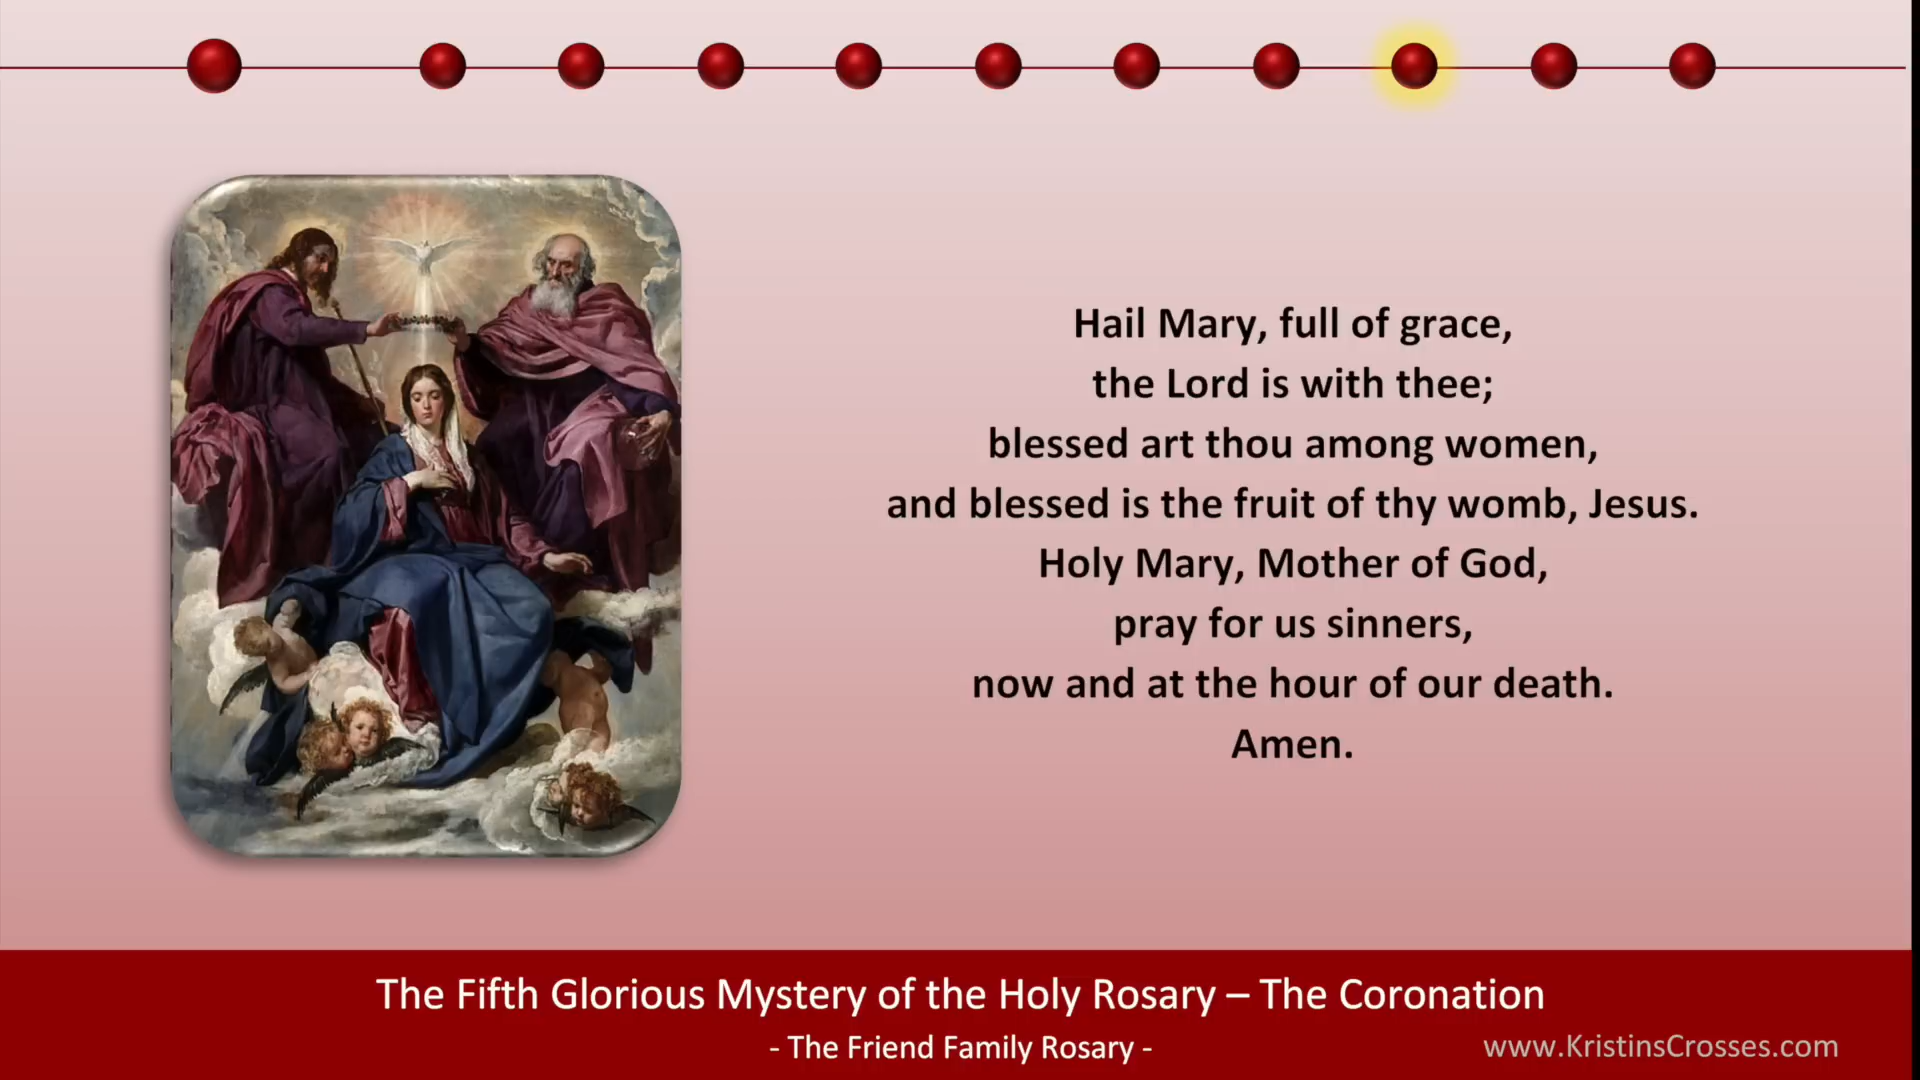 Hail Mary, full of grace,
the Lord is with thee;
blessed art thou among women,
and blessed is the fruit of thy womb, Jesus.
Holy Mary, Mother of God,
pray for us sinners,
now and at the hour of our death.
Amen.
The Fifth Glorious Mystery of the Holy Rosary – The Coronation
- The Friend Family Rosary -
www.KristinsCrosses.com